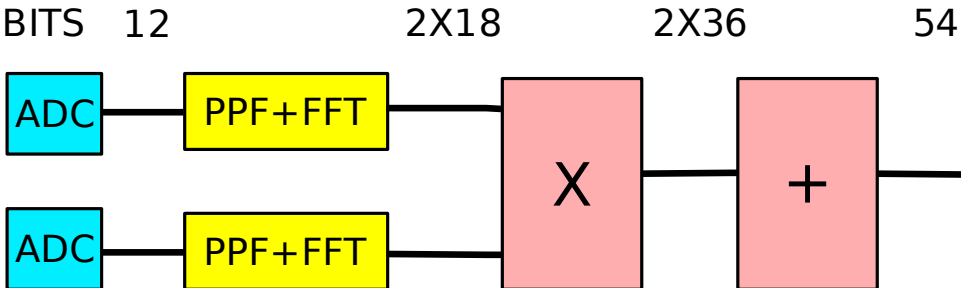 BITS 12 2X18 2X36 54
ADC PPF+FFT
X +
ADC PPF+FFT